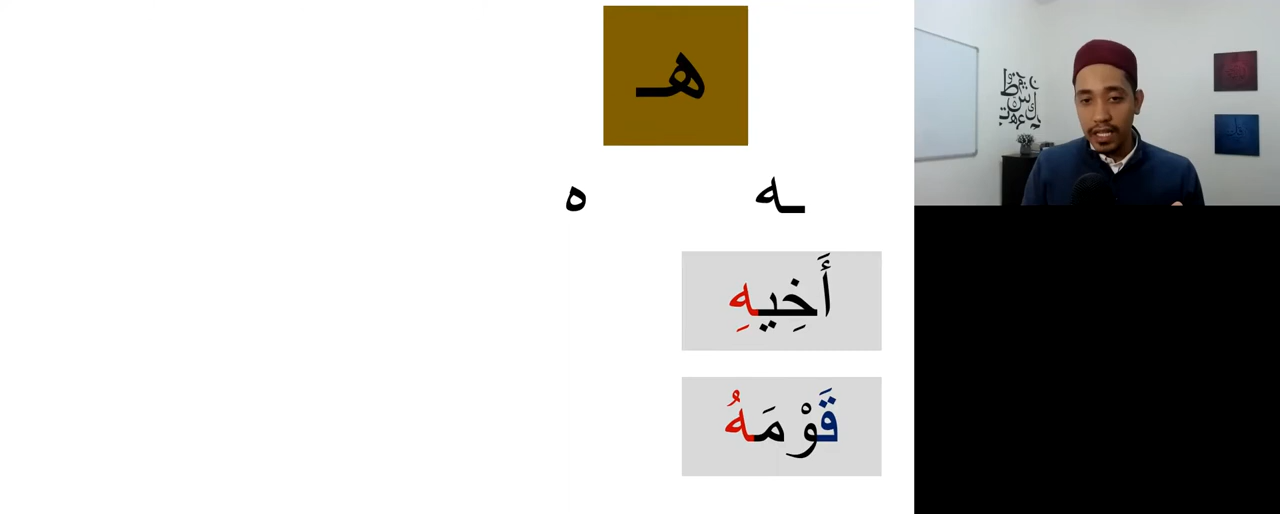 هـ
ـه ه
أَخِيهِ
قَوْمَهُ